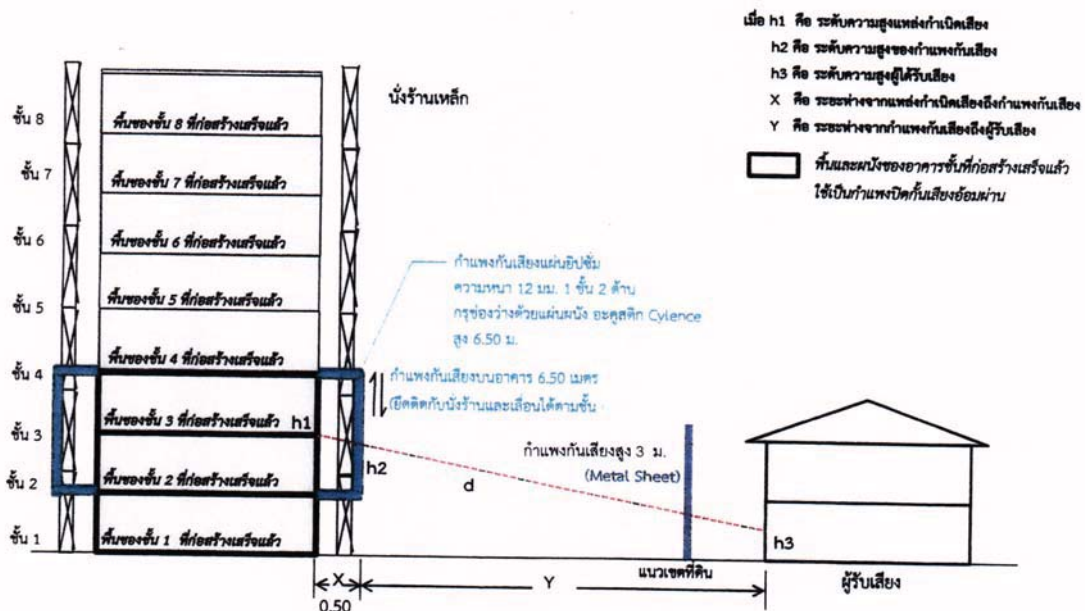 เมื่อ h1 คือ ระดับความสูงแหล่งกำเนิดเสียง
h2 คือ ระดับความสูงของกำแพงกันเสียง
h3 คือ ระดับความสูงผู้ได้รับเสียง
X คือ ระยะห่างจากแหล่งกำเนิดเสียงถึงกำแพงกันเสียง
Y คือ ระยะห่างจากกำแพงกันเสียงถึงผู้รับเสียง
พื้นและผนังของอาคารชั้นที่ก่อสร้างเสร็จแล้ว
ใช้เป็นกำแพงปิดกั้นเสียงอ้อมผ่าน
นั่งร้านเหล็ก
ชั้น 8
พื้นของชั้น 8 ที่ก่อสร้างเสร็จแล้ว
ชั้น 7
พื้นของชั้น 7 ที่ก่อสร้างเสร็จแล้ว
ชั้น 6
พื้นของชั้น 6 ที่ก่อสร้างเสร็จแล้ว
ชั้น 5
พื้นของชั้น 5 ที่ก่อสร้างเสร็จแล้ว
ชั้น 4
พื้นของชั้น 4 ที่ก่อสร้างเสร็จแล้ว
ชั้น 3
พื้นของชั้น 3 ที่ก่อสร้างเสร็จแล้ว
ชั้น 2
พื้นของชั้น 2 ที่ก่อสร้างเสร็จแล้ว
ชั้น 1
พื้นของชั้น 1 ที่ก่อสร้างเสร็จแล้ว
กำแพงกันเสียงแผ่นยิปซั่ม
ความหนา 12 มม. 1 ชั้น 2 ด้าน
กรุช่องว่างด้วยแผ่นผนัง อะคูสติก Cylence
สูง 6.50 ม.
กำแพงกันเสียงบนอาคาร 6.50 เมตร
(ยึดติดกับนั่งร้านและเลื่อนได้ตามชั้น
h1
h2
d
กำแพงกันเสียงสูง 3 ม.
(Metal Sheet)
h3
X
0.50
Y
แนวเขตที่ดิน
ผู้รับเสียง